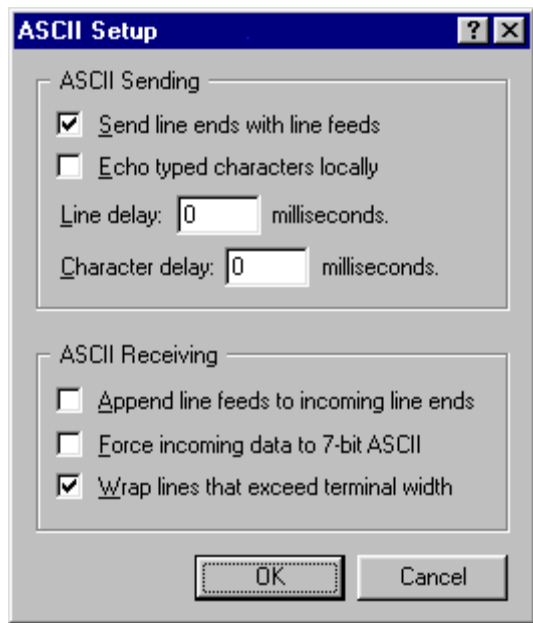 ASCII Setup
ASCII Sending
Send line ends with line feeds
Echo typed characters locally
Line delay: 0 milliseconds.
Character delay: 0 milliseconds.
ASCII Receiving
Append line feeds to incoming line ends
Force incoming data to 7-bit ASCII
Wrap lines that exceed terminal width
OK Cancel